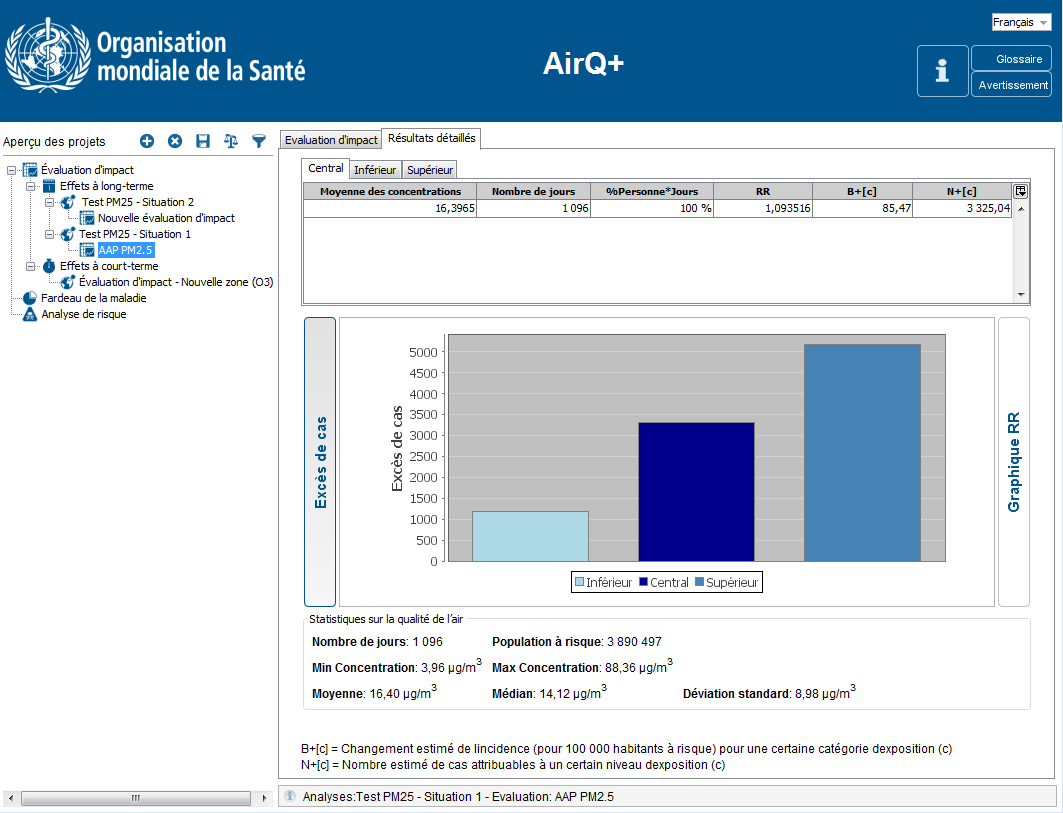 Organisation
mondiale de la Santé
AirQ+
Français
Glossaire
Avertissement
Aperçu des projets
Évaluation d'impact
Effets à long-terme
Test PM25 - Situation 2
Nouvelle évaluation d'impact
Test PM25 - Situation 1
AAP PM2.5
Effets à court-terme
Évaluation d'impact - Nouvelle zone (O3)
Fardeau de la maladie
Analyse de risque
Evaluation d'impact Résultats détaillés
Central Inférieur Supérieur
Moyenne des concentrations Nombre de jours %Personne*Jours RR B+[c] N+[c]
16,3965 1 096 100 % 1,093516 85,47 3 325,04
Excès de cas
Excès de cas
5000
4500
4000
3500
3000
2500
2000
1500
1000
500
0
Inférieur Central Supérieur
Graphique RR
Statistiques sur la qualité de l'air
Nombre de jours: 1 096 Population à risque: 3 890 497
Min Concentration: 3,96 µg/m³ Max Concentration: 88,36 µg/m³
Moyenne: 16,40 µg/m³ Médian: 14,12 µg/m³ Déviation standard: 8,98 µg/m³
B+[c] = Changement estimé de lincidence (pour 100 000 habitants à risque) pour une certaine catégorie dexposition (c)
N+[c] = Nombre estimé de cas attribuables à un certain niveau dexposition (c)
Analyses:Test PM25 - Situation 1 - Evaluation: AAP PM2.5